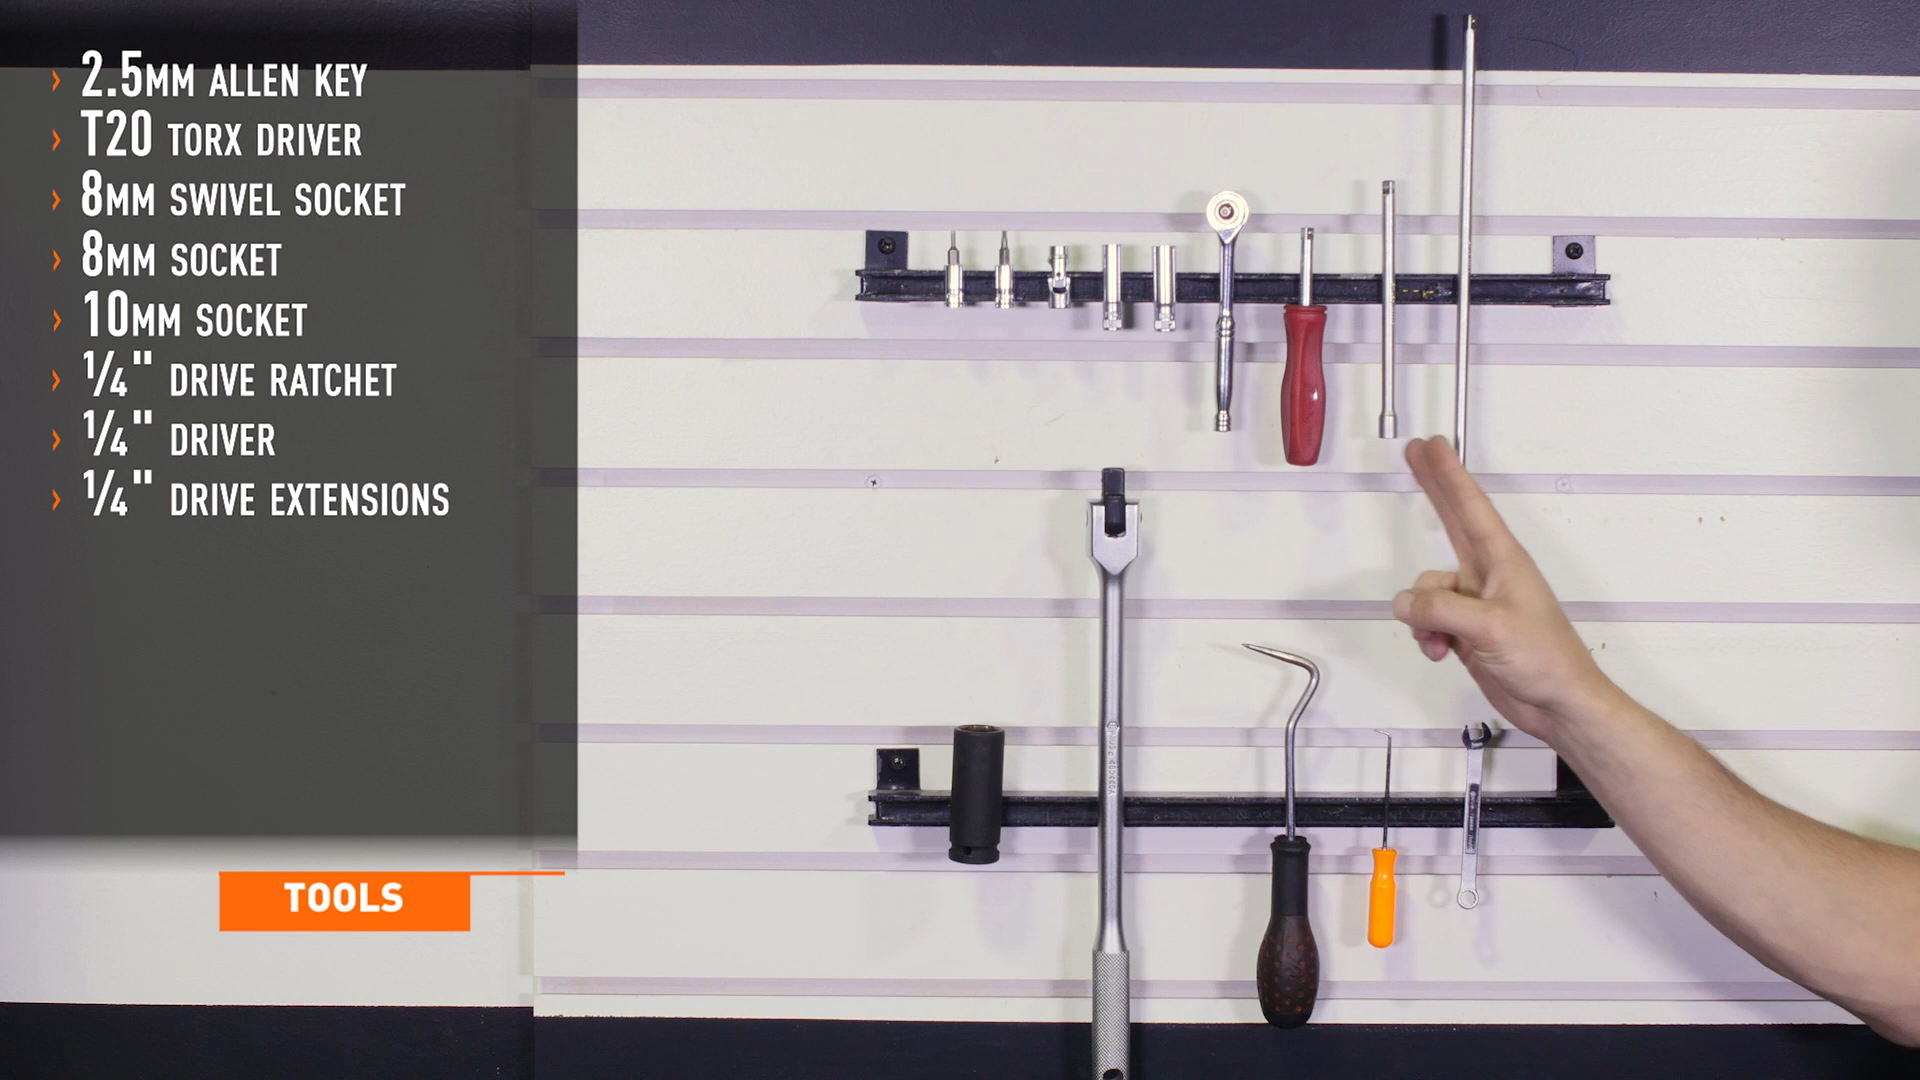 › 2.5MM ALLEN KEY
› T20 TORX DRIVER
› 8MM SWIVEL SOCKET
› 8MM SOCKET
› 10MM SOCKET
› 1/4" DRIVE RATCHET
› 1/4" DRIVER
› 1/4" DRIVE EXTENSIONS
TOOLS